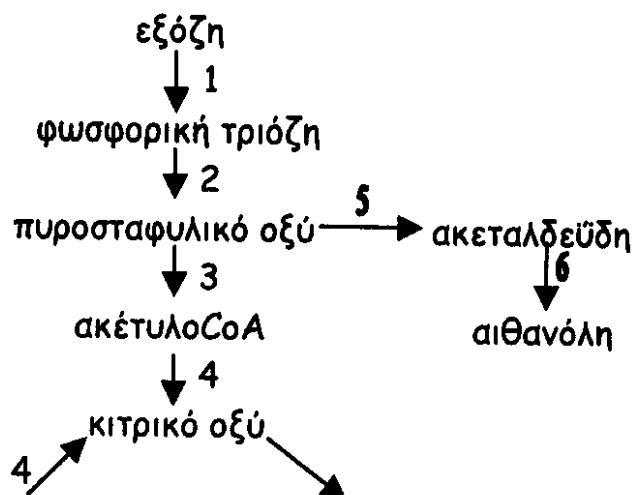 εξόζη
1
φωσφορική τριόζη
2
πυροσταφυλικό οξύ 5 ακεταλδεΰδη
3 6
ακέτυλοCoA αιθανόλη
4
κιτρικό οξύ
4